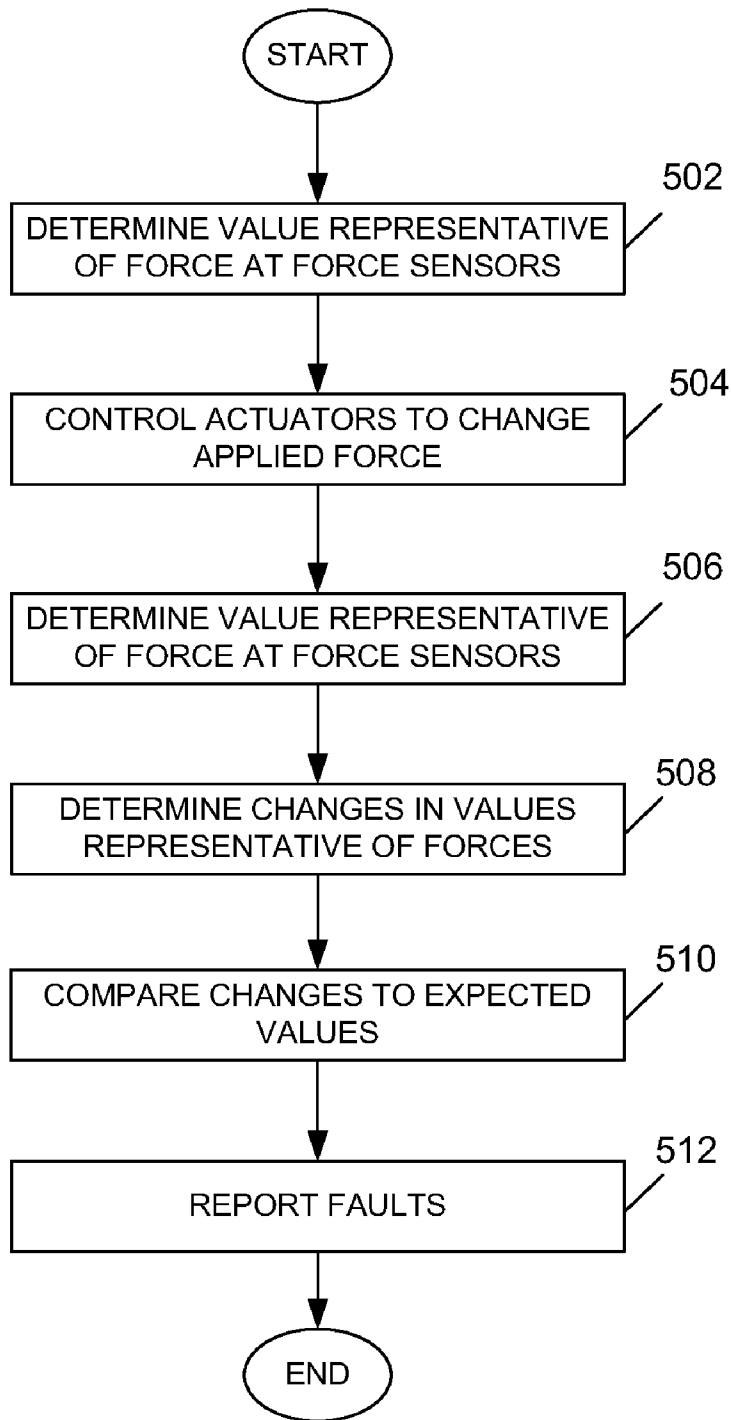 START
502
DETERMINE VALUE REPRESENTATIVE
OF FORCE AT FORCE SENSORS
504
CONTROL ACTUATORS TO CHANGE
APPLIED FORCE
506
DETERMINE VALUE REPRESENTATIVE
OF FORCE AT FORCE SENSORS
508
DETERMINE CHANGES IN VALUES
REPRESENTATIVE OF FORCES
510
COMPARE CHANGES TO EXPECTED
VALUES
512
REPORT FAULTS
END